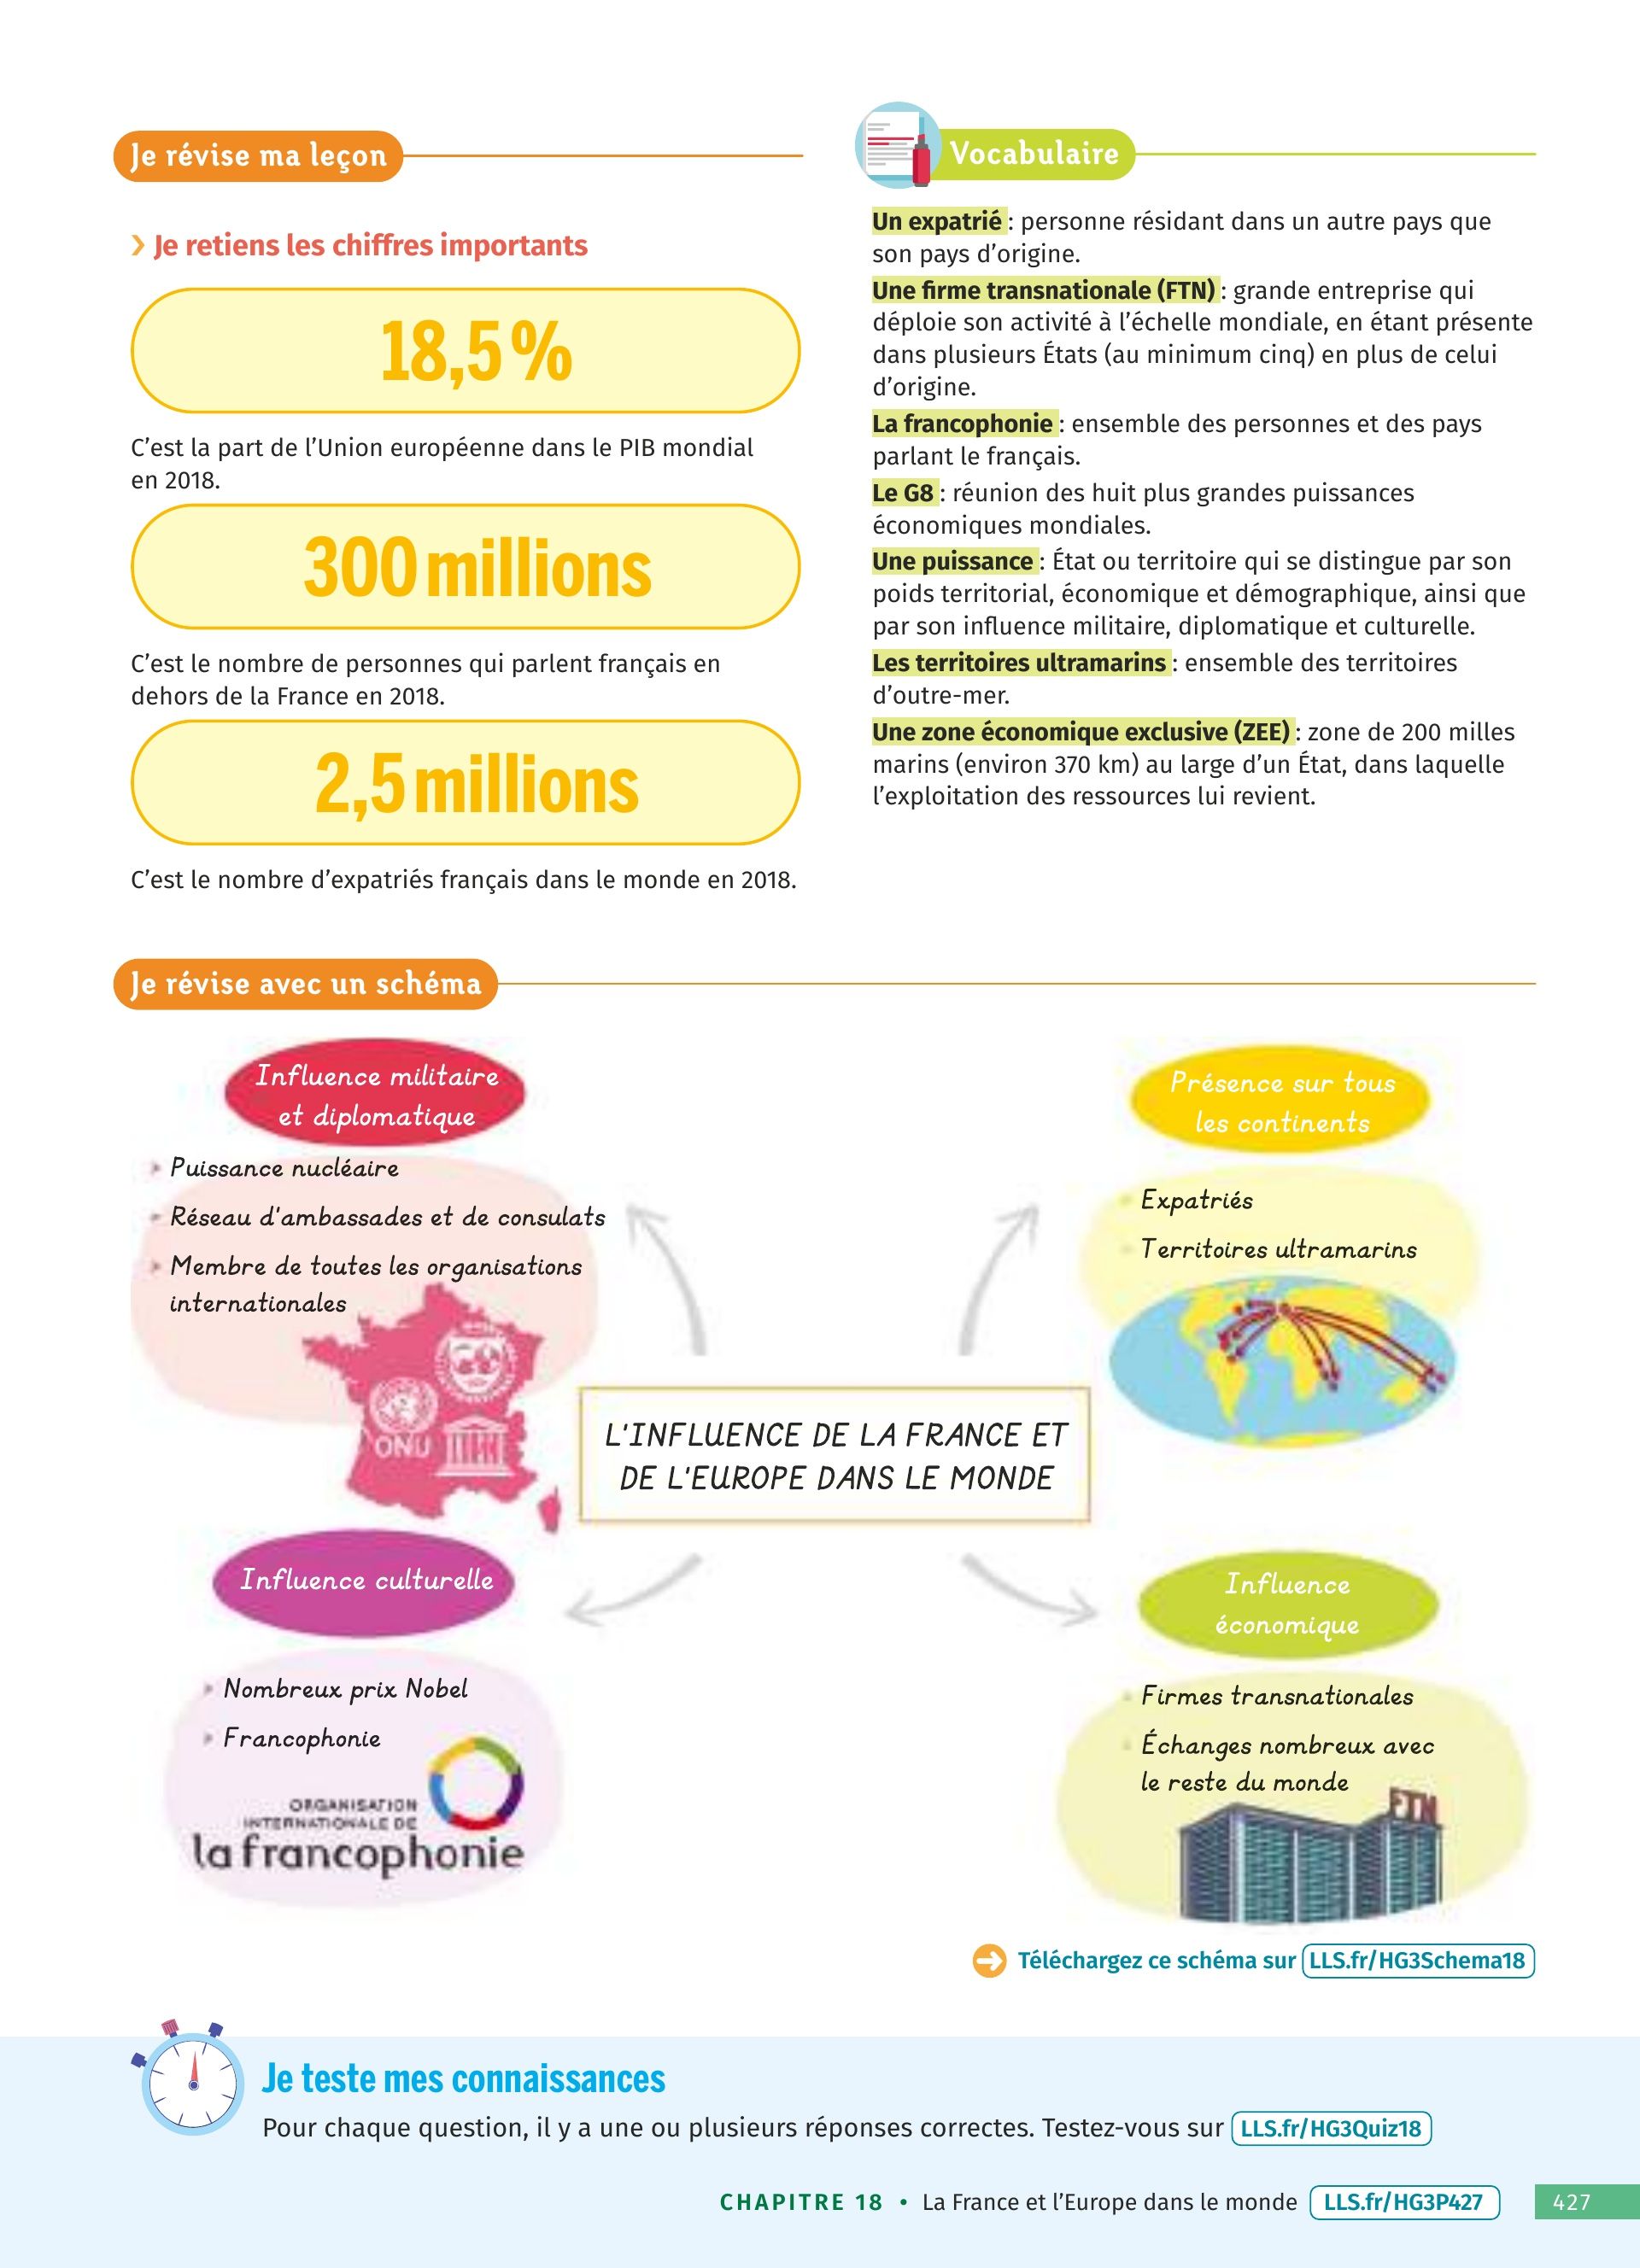 Je révise ma leçon
› Je retiens les chiffres importants
18,5 %
C’est la part de l’Union européenne dans le PIB mondial
en 2018.
300 millions
C’est le nombre de personnes qui parlent français en
dehors de la France en 2018.
2,5 millions
C’est le nombre d’expatriés français dans le monde en 2018.
Vocabulaire
Un expatrié : personne résidant dans un autre pays que
son pays d’origine.
Une firme transnationale (FTN) : grande entreprise qui
déploie son activité à l’échelle mondiale, en étant présente
dans plusieurs États (au minimum cinq) en plus de celui
d’origine.
La francophonie : ensemble des personnes et des pays
parlant le français.
Le G8 : réunion des huit plus grandes puissances
économiques mondiales.
Une puissance : État ou territoire qui se distingue par son
poids territorial, économique et démographique, ainsi que
par son influence militaire, diplomatique et culturelle.
Les territoires ultramarins : ensemble des territoires
d’outre-mer.
Une zone économique exclusive (ZEE) : zone de 200 milles
marins (environ 370 km) au large d’un État, dans laquelle
l’exploitation des ressources lui revient.
Je révise avec un schéma
Influence militaire
et diplomatique
Puissance nucléaire
Réseau d'ambassades et de consulats
Membre de toutes les organisations
internationales
ONU
Présence sur tous
les continents
Expatriés
Territoires ultramarins
L'INFLUENCE DE LA FRANCE ET
DE L'EUROPE DANS LE MONDE
Influence culturelle
Nombreux prix Nobel
Francophonie
ORGANISATION
INTERNATIONALE DE
la francophonie
Influence
économique
Firmes transnationales
Échanges nombreux avec
le reste du monde
FTN
Téléchargez ce schéma sur LLS.fr/HG3Schema18
Je teste mes connaissances
Pour chaque question, il y a une ou plusieurs réponses correctes. Testez-vous sur LLS.fr/HG3Quiz18
CHAPITRE 18 • La France et l’Europe dans le monde LLS.fr/HG3P427 427